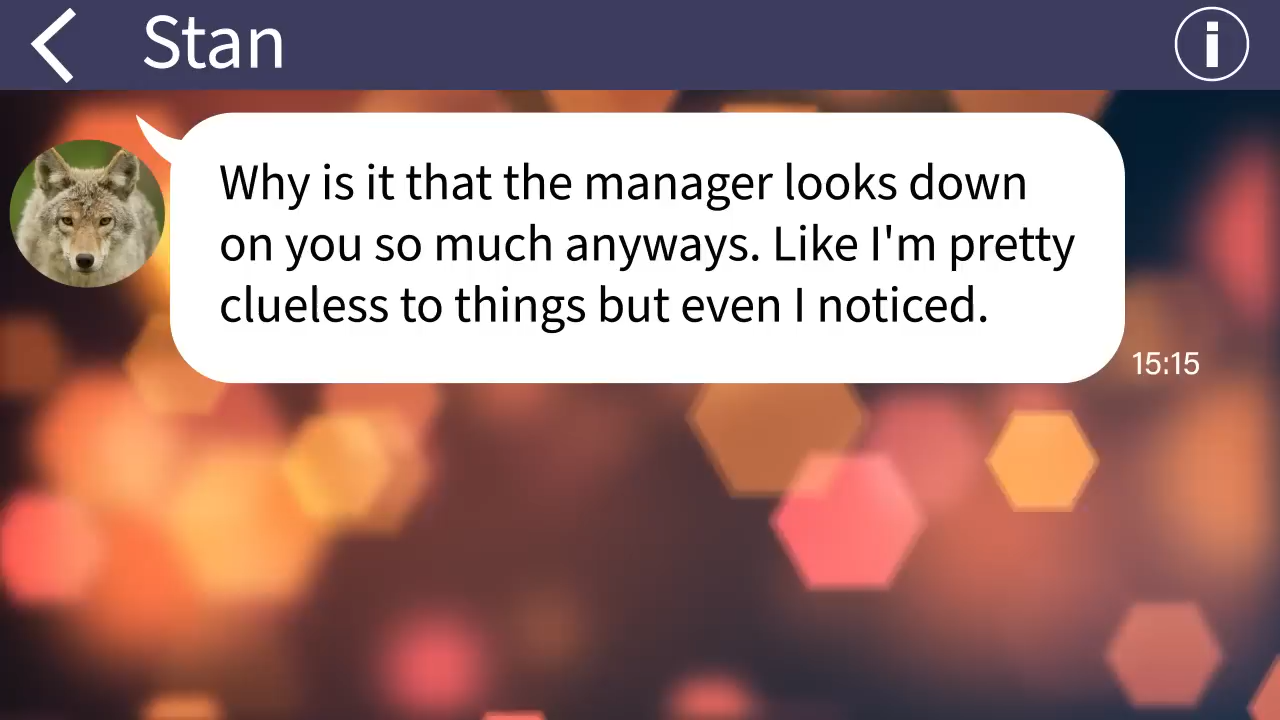 Stan
Why is it that the manager looks down
on you so much anyways. Like I'm pretty
clueless to things but even I noticed.
15:15